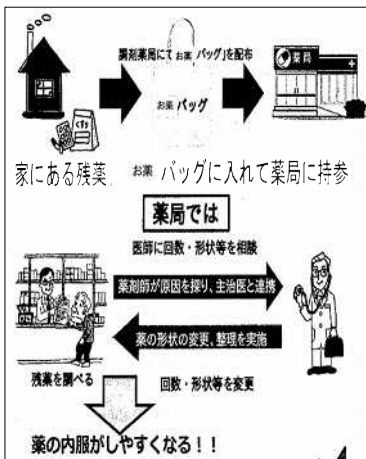 調剤薬局にてお薬バッグ」を配布
お薬 バッグ
薬局
くすり
家にある残薬 お薬 バッグに入れて薬局に持参
薬局では
医師に回数・形状等を相談
薬剤師が原因を探り、主治医と連携
薬の形状の変更、整理を実施
残薬を調べる 回数・形状等を変更
薬の内服がしやすくなる！！